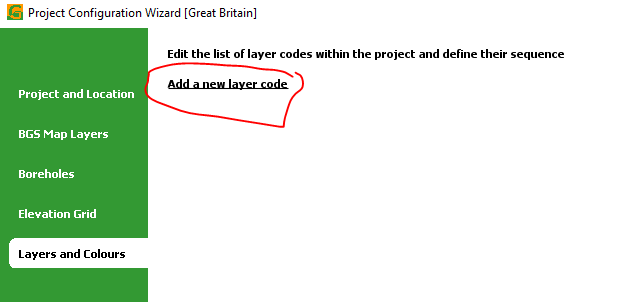 Project Configuration Wizard [Great Britain]
Edit the list of layer codes within the project and define their sequence
Add a new layer code
Project and Location
BGS Map Layers
Boreholes
Elevation Grid
Layers and Colours